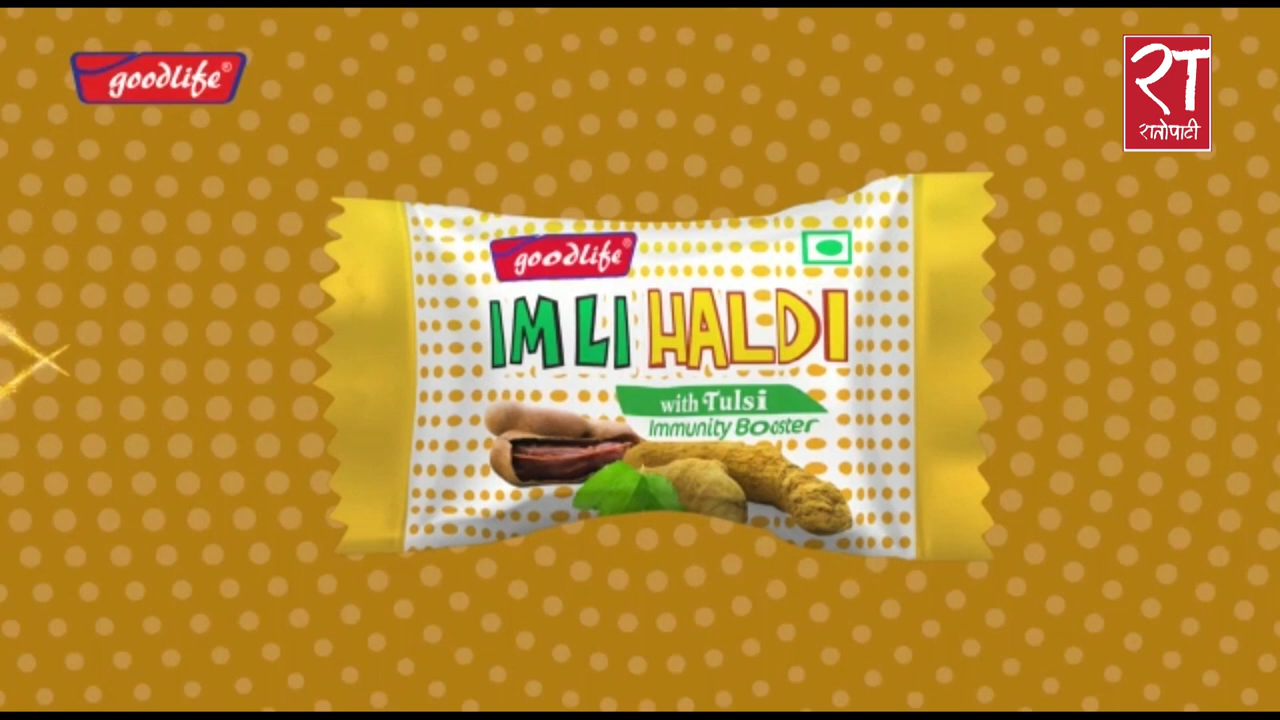 goodlife®
रा
रातोपाटी
goodlife®
IMLI HALDI
with Tulsi
Immunity Booster